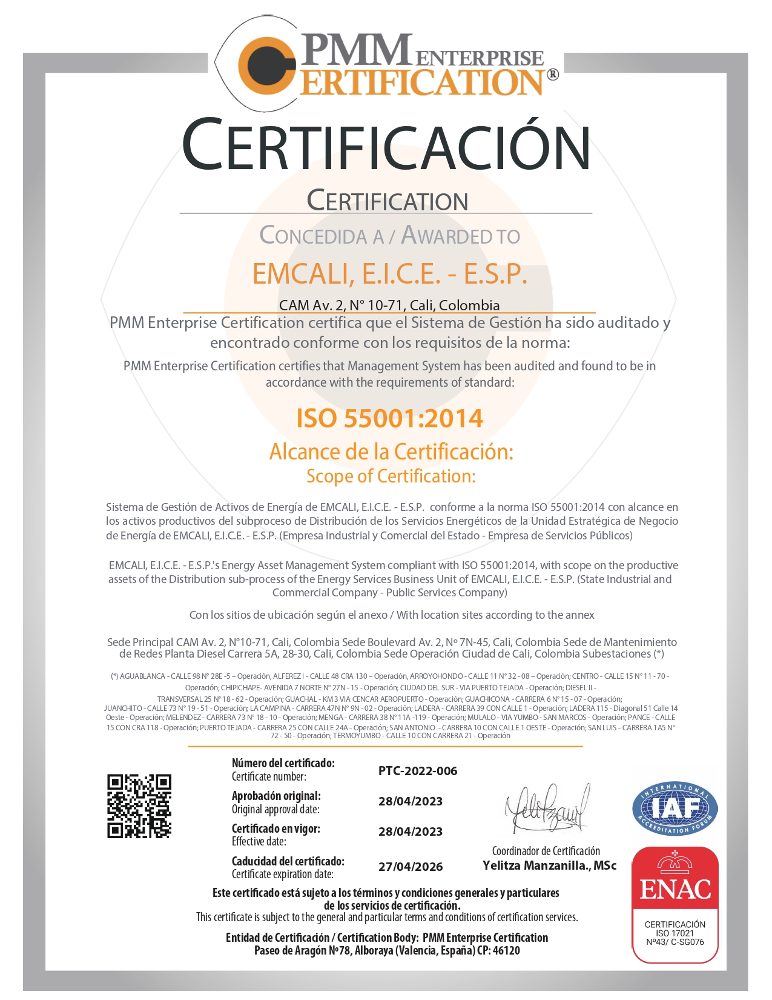 PMM ENTERPRISE
CERTIFICATION®
CERTIFICACIÓN
CERTIFICATION
CONCEDIDA A / AWARDED TO
EMCALI, E.I.C.E. - E.S.P.
CAM Av. 2, N° 10-71, Cali, Colombia
PMM Enterprise Certification certifica que el Sistema de Gestión ha sido auditado y
encontrado conforme con los requisitos de la norma:
PMM Enterprise Certification certifies that Management System has been audited and found to be in
accordance with the requirements of standard:
ISO 55001:2014
Alcance de la Certificación:
Scope of Certification:
Sistema de Gestión de Activos de Energía de EMCALI, E.I.C.E. - E.S.P. conforme a la norma ISO 55001:2014 con alcance en
los activos productivos del subproceso de Distribución de los Servicios Energéticos de la Unidad Estratégica de Negocio
de Energía de EMCALI, E.I.C.E. - E.S.P. (Empresa Industrial y Comercial del Estado - Empresa de Servicios Públicos)
EMCALI, E.I.C.E. - E.S.P.'s Energy Asset Management System compliant with ISO 55001:2014, with scope on the productive
assets of the Distribution sub-process of the Energy Services Business Unit of EMCALI, E.I.C.E. - E.S.P. (State Industrial and
Commercial Company - Public Services Company)
Con los sitios de ubicación según el anexo / With location sites according to the annex
Sede Principal CAM Av. 2, N°10-71, Cali, Colombia Sede Boulevard Av. 2, Nº 7N-45, Cali, Colombia Sede de Mantenimiento
de Redes Planta Diesel Carrera 5A, 28-30, Cali, Colombia Sede Operación Ciudad de Cali, Colombia Subestaciones (*)
(*) AGUABLANCA - CALLE 98 N° 28E -5 – Operación, ALFEREZ I - CALLE 48 CRA 130 – Operación, ARROYOHONDO - CALLE 11 N° 32 - 08 – Operación; CENTRO - CALLE 15 N° 11 - 70 -
Operación; CHIPICHAPE- AVENIDA 7 NORTE N° 27N - 15 - Operación; CIUDAD DEL SUR - VIA PUERTO TEJADA - Operación; DIESEL II -
TRANSVERSAL 25 N° 18 - 62 - Operación; GUACHAL - KM 3 VIA CENCAR AEROPUERTO - Operación; GUACHICONA - CARRERA 6 N° 15 - 07 - Operación;
JUANCHITO - CALLE 73 N° 19 - 51 - Operación; LA CAMPINA - CARRERA 47N N° 9N - 02 - Operación; LADERA - CARRERA 39 CON CALLE 1 - Operación; LADERA 115 - Diagonal 51 Calle 14
Oeste - Operación; MELENDEZ - CARRERA 73 N° 18 - 10 - Operación; MENGA - CARRERA 38 N° 11A -119 - Operación; MULALO - VIA YUMBO - SAN MARCOS - Operación; PANCE - CALLE
15 CON CRA 118 - Operación; PUERTO TEJADA - CARRERA 25 CON CALLE 24A - Operación; SAN ANTONIO - CARRERA 10 CON CALLE 1 OESTE - Operación; SAN LUIS - CARRERA 1A5 N°
72 - 50 - Operación; TERMOYUMBO - CALLE 10 CON CARRERA 21 - Operación
Número del certificado:
Certificate number:
PTC-2022-006
Aprobación original:
Original approval date:
28/04/2023
Certificado en vigor:
Effective date:
28/04/2023
Caducidad del certificado:
Certificate expiration date:
27/04/2026
Coordinador de Certificación
Yelitza Manzanilla., MSc
INTERNATIONAL
IAF
ACCREDITATION FORUM
ENAC
CERTIFICACIÓN
ISO 17021
Nº43/ C-SG076
Este certificado está sujeto a los términos y condiciones generales y particulares
de los servicios de certificación.
This certificate is subject to the general and particular terms and conditions of certification services.
Entidad de Certificación / Certification Body: PMM Enterprise Certification
Paseo de Aragón Nº78, Alboraya (Valencia, España) CP: 46120